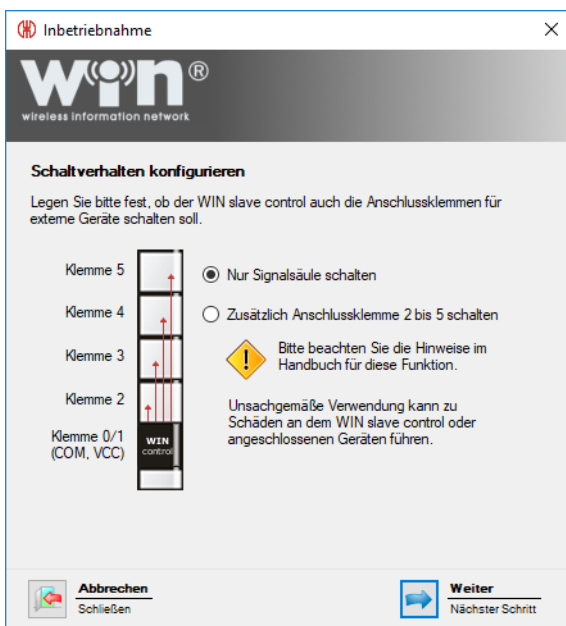 Inbetriebnahme
win®
wireless information network
Schaltverhalten konfigurieren
Legen Sie bitte fest, ob der WIN slave control auch die Anschlussklemmen für
externe Geräte schalten soll.
Klemme 5
Nur Signalsäule schalten
Klemme 4
Zusätzlich Anschlussklemme 2 bis 5 schalten
Klemme 3
Bitte beachten Sie die Hinweise im
Handbuch für diese Funktion.
Klemme 2
Unsachgemäße Verwendung kann zu
Schäden an dem WIN slave control oder
angeschlossenen Geräten führen.
Klemme 0/1
(COM, VCC)
WIN
control
Abbrechen
Schließen
Weiter
Nächster Schritt